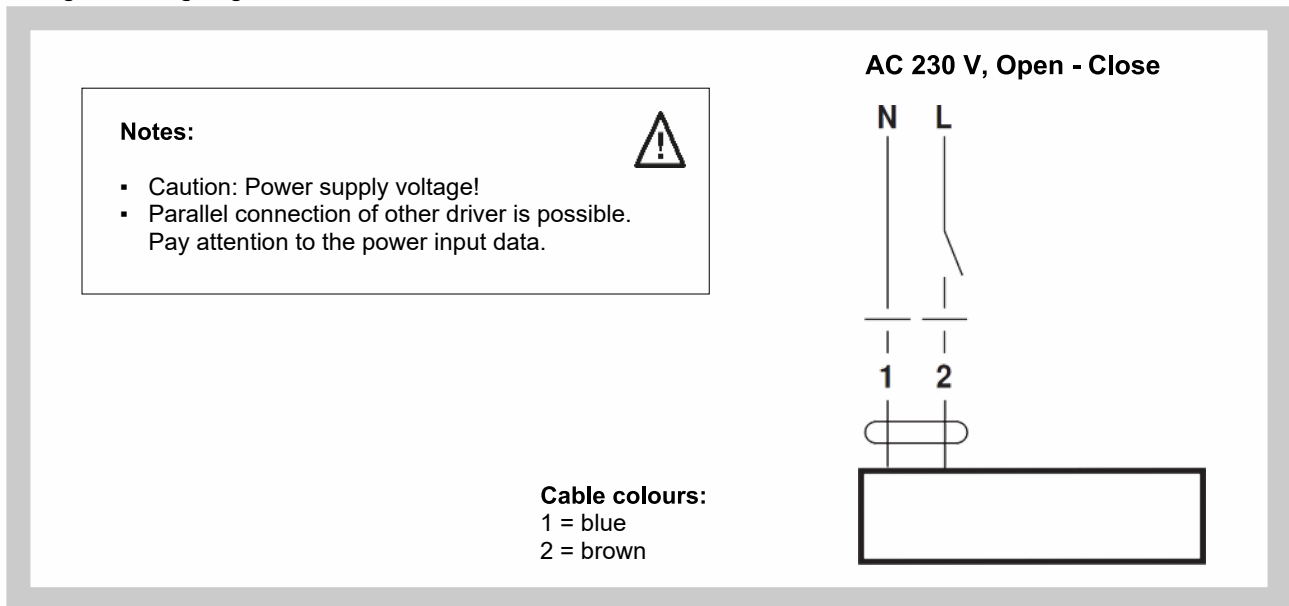 Notes:
▪ Caution: Power supply voltage!
▪ Parallel connection of other driver is possible.
Pay attention to the power input data.
AC 230 V, Open - Close
N L
1 2
Cable colours:
1 = blue
2 = brown